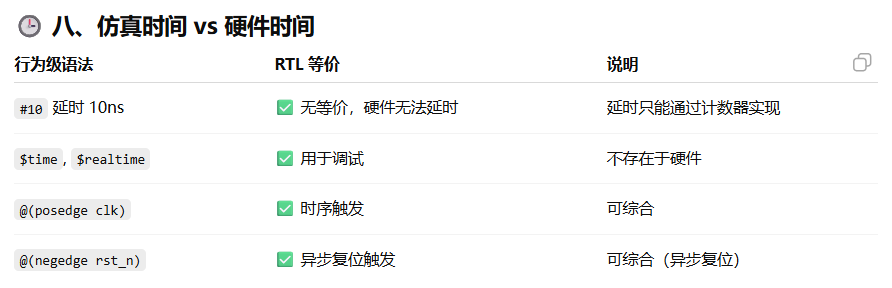 🕒 八、仿真时间 vs 硬件时间
行为级语法 RTL 等价 说明
#10 延时 10ns ✅ 无等价，硬件无法延时 延时只能通过计数器实现
$time, $realtime ✅ 用于调试 不存在于硬件
@(posedge clk) ✅ 时序触发 可综合
@(negedge rst_n) ✅ 异步复位触发 可综合（异步复位）